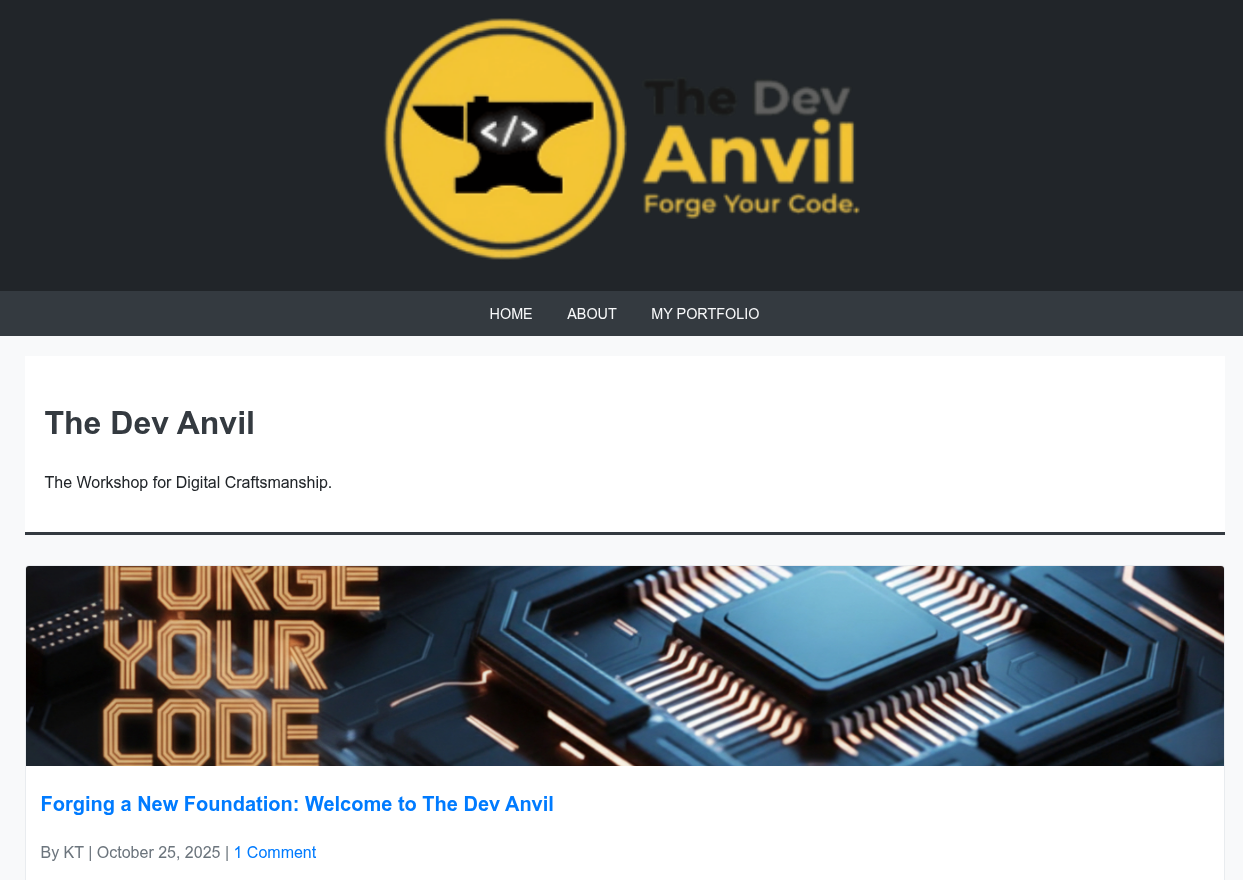 </>
The Dev
Anvil
Forge Your Code.
HOME ABOUT MY PORTFOLIO
The Dev Anvil
The Workshop for Digital Craftsmanship.
FORGE
YOUR
CODE
Forging a New Foundation: Welcome to The Dev Anvil
By KT | October 25, 2025 | 1 Comment